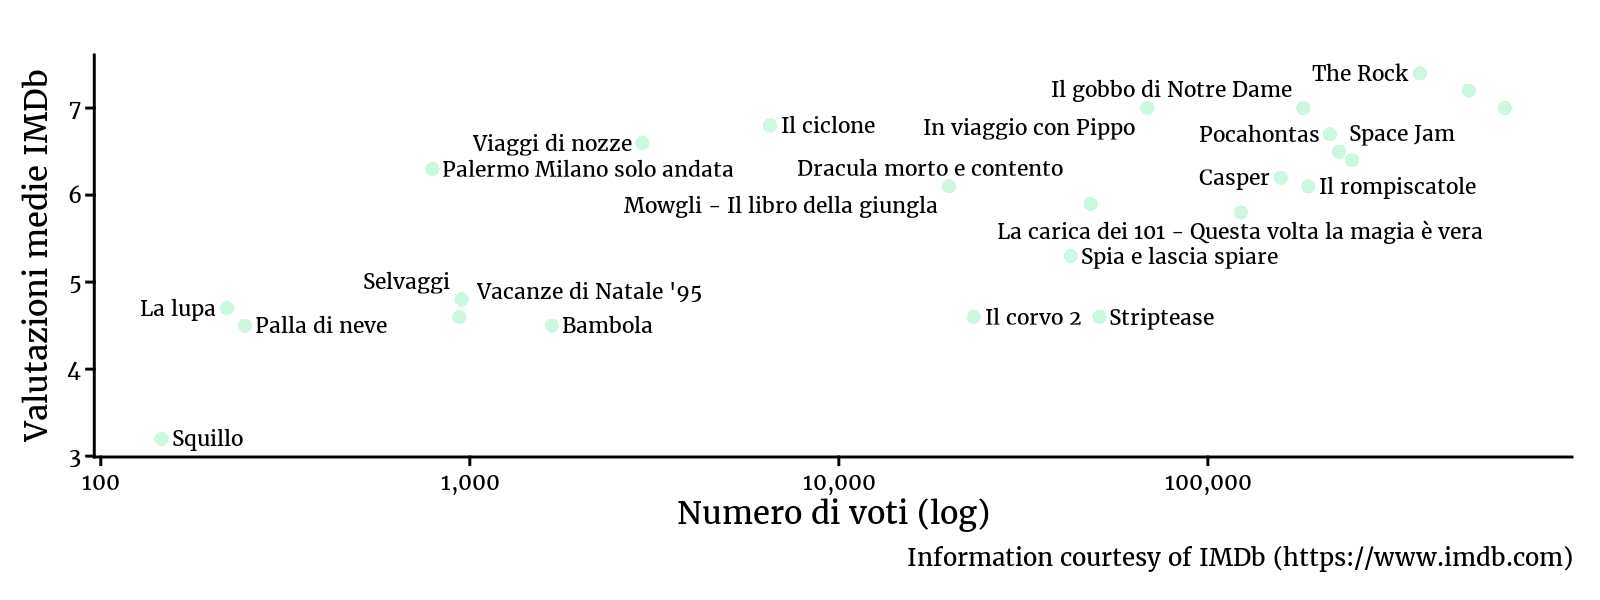 Valutazioni medie IMDb
7
6
5
4
3
The Rock
Il gobbo di Notre Dame
Il ciclone
In viaggio con Pippo
Pocahontas
Space Jam
Viaggi di nozze
Palermo Milano solo andata
Dracula morto e contento
Casper
Il rompiscatole
Mowgli - Il libro della giungla
La carica dei 101 - Questa volta la magia è vera
Spia e lascia spiare
Selvaggi
Vacanze di Natale '95
La lupa
Palla di neve
Bambola
Il corvo 2
Striptease
Squillo
100
1,000
10,000
100,000
Numero di voti (log)
Information courtesy of IMDb (https://www.imdb.com)